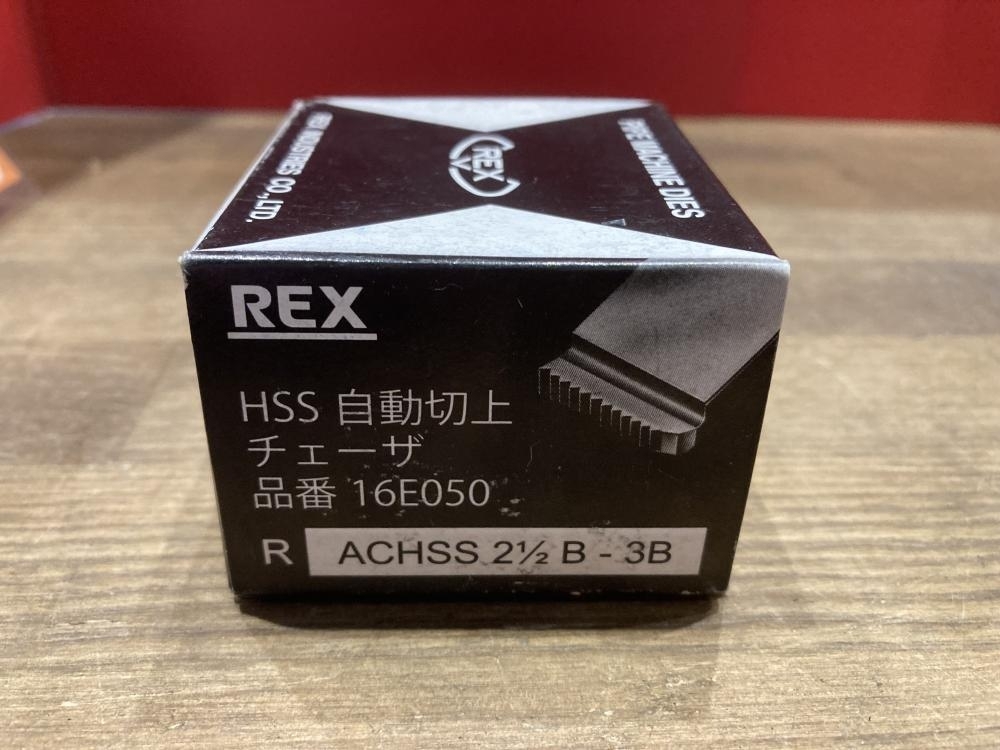 REX INDUSTRIES CO.,LTD.
REX
PIPE MACHINE DIES
REX
HSS 自動切上
チェーザ
品番 16E050
R ACHSS 2½ B - 3B